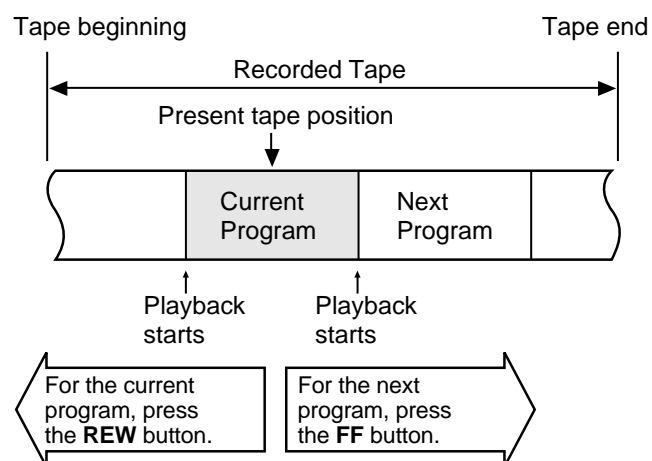 Tape beginning
Tape end
Recorded Tape
Present tape position
Current
Program
Next
Program
Playback
starts
Playback
starts
For the current
program, press
the REW button.
For the next
program, press
the FF button.